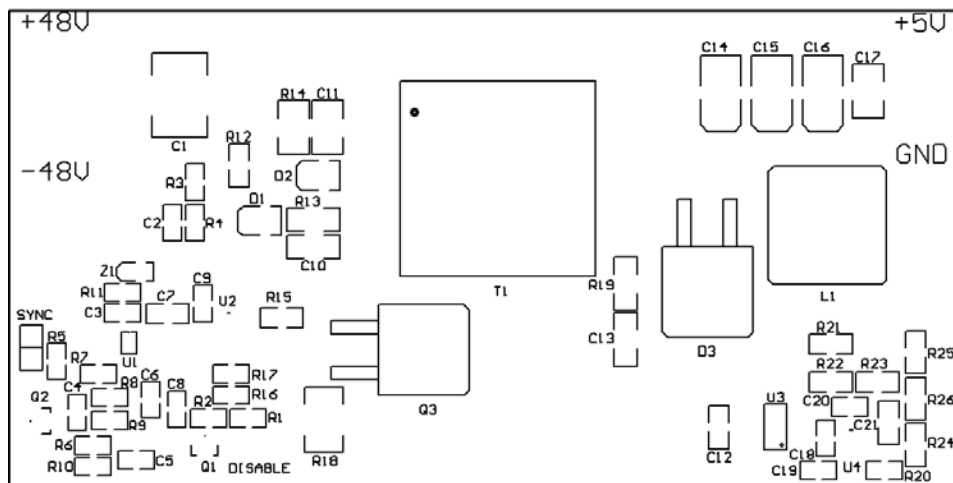 +48V
+5V
C14
C15
C16
C17
R14
C11
R12
C1
-48V
GND
R3
D2
C2
R4
D1
R13
C10
Z1
R11
C9
C3
C7
U2
R15
T1
R19
L1
SYNC
R5
U1
C13
D3
R21
R25
R7
C4
R8
C6
C8
R17
R16
R22
R23
Q2
R9
R2
R1
Q3
C20
U3
C21
R26
R6
R10
C5
Q1
DISABLE
R18
C12
C18
C19
U4
R24
R20